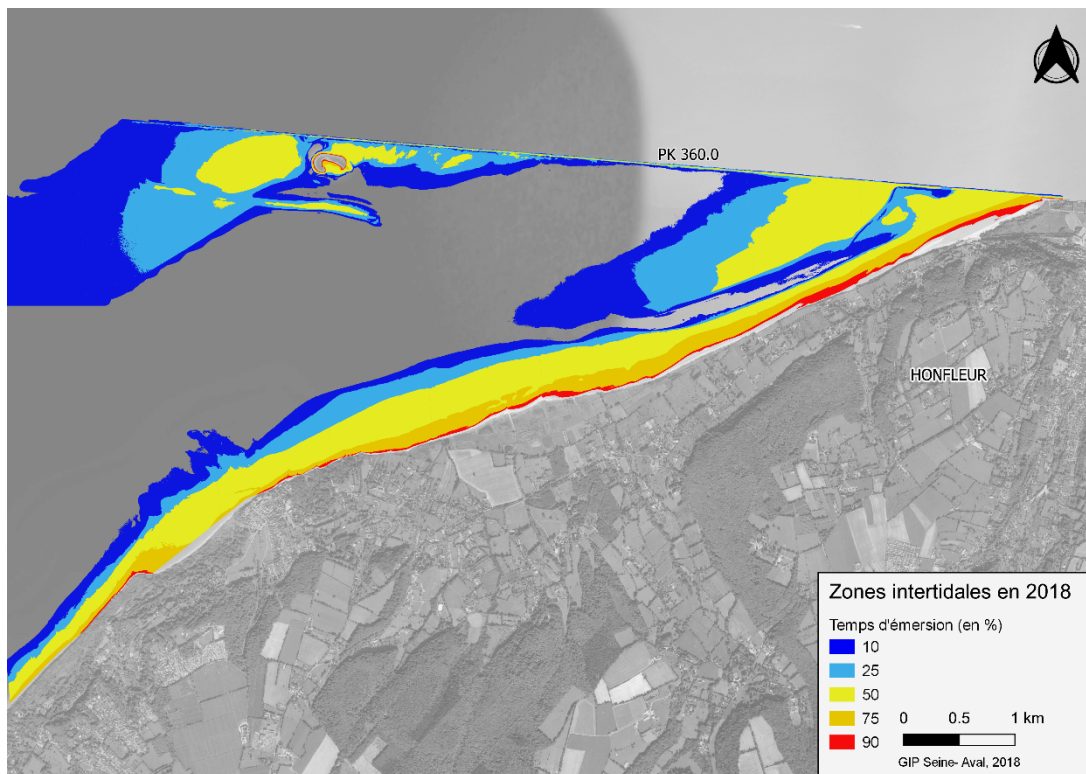 PK 360.0
HONFLEUR
Zones intertidales en 2018
Temps d'émersion (en %)
10
25
50
75
90
0 0.5 1 km
GIP Seine- Aval, 2018